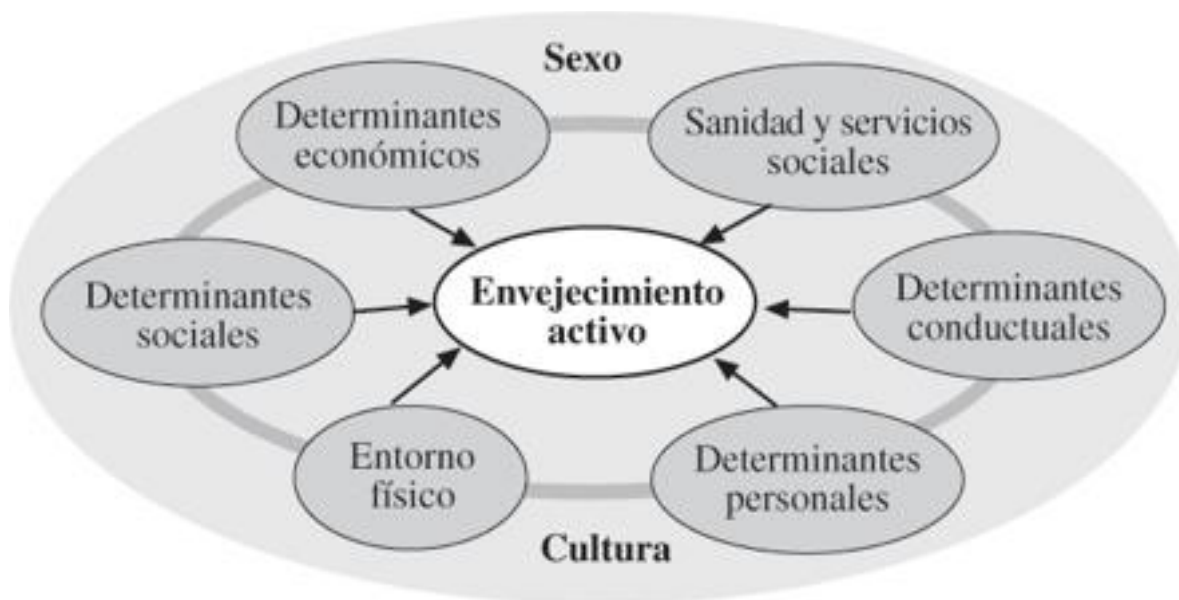 Sexo
Determinantes
económicos
Sanidad y servicios
sociales
Determinantes
sociales
Envejecimiento
activo
Determinantes
conductuales
Entorno
físico
Determinantes
personales
Cultura